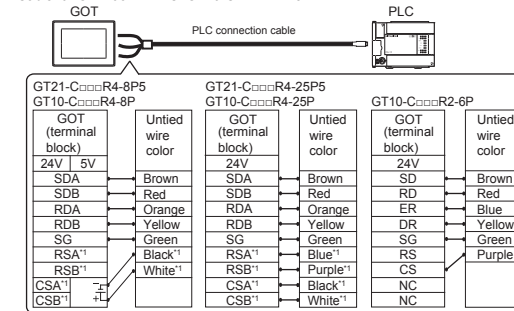 GOT
PLC
PLC connection cable
GT21-C□□□R4-8P5
GT10-C□□□R4-8P
GOT (terminal block)
Untied wire color
24V 5V
SDA Brown
SDB Red
RDA Orange
RDB Yellow
SG Green
RSA*1 Black*1
RSB*1 White*1
CSA*1 -
CSB*1 +
GT21-C□□□R4-25P5
GT10-C□□□R4-25P
GOT (terminal block)
Untied wire color
24V
SDA Brown
SDB Red
RDA Orange
RDB Yellow
SG Green
RSA*1 Blue*1
RSB*1 Purple*1
CSA*1 Black*1
CSB*1 White*1
GT10-C□□□R2-6P
GOT (terminal block)
Untied wire color
24V
SD Brown
RD Red
ER Blue
DR Yellow
SG Green
RS Purple
CS
NC
NC